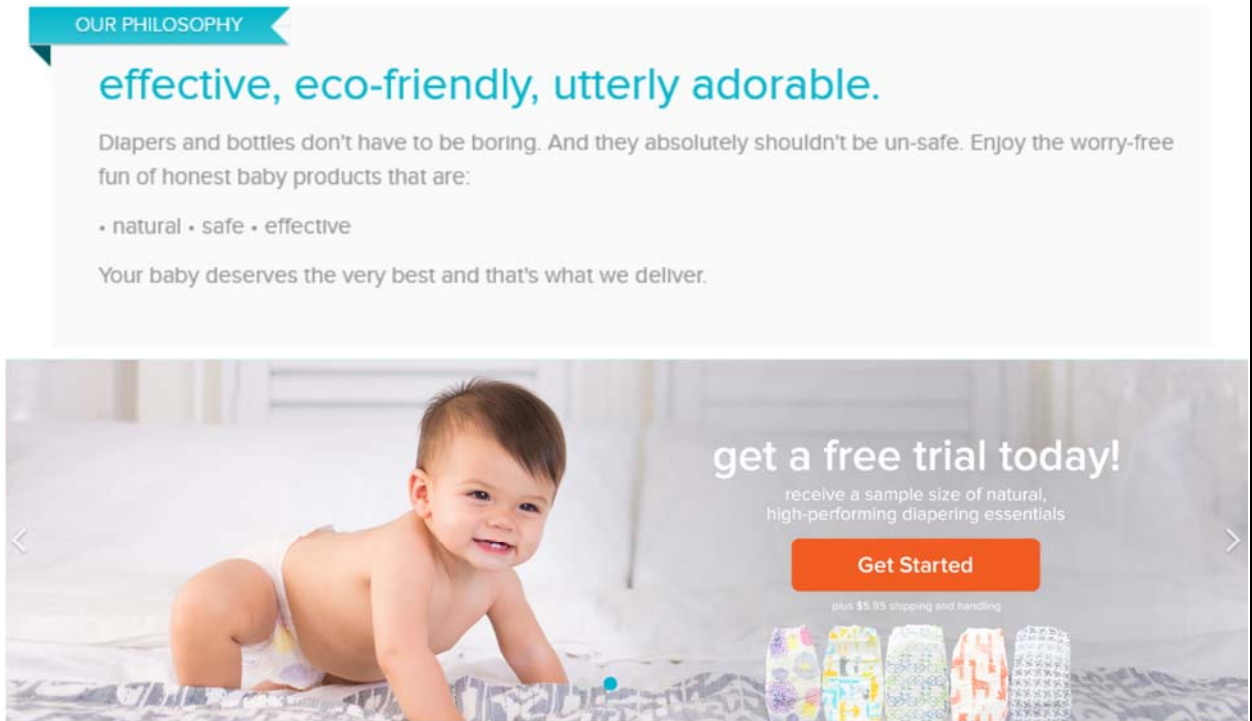 OUR PHILOSOPHY
effective, eco-friendly, utterly adorable.
Diapers and bottles don't have to be boring. And they absolutely shouldn't be un-safe. Enjoy the worry-free
fun of honest baby products that are:
• natural • safe • effective
Your baby deserves the very best and that's what we deliver.
get a free trial today!
receive a sample size of natural,
high-performing diapering essentials
Get Started
plus $5.95 shipping and handling